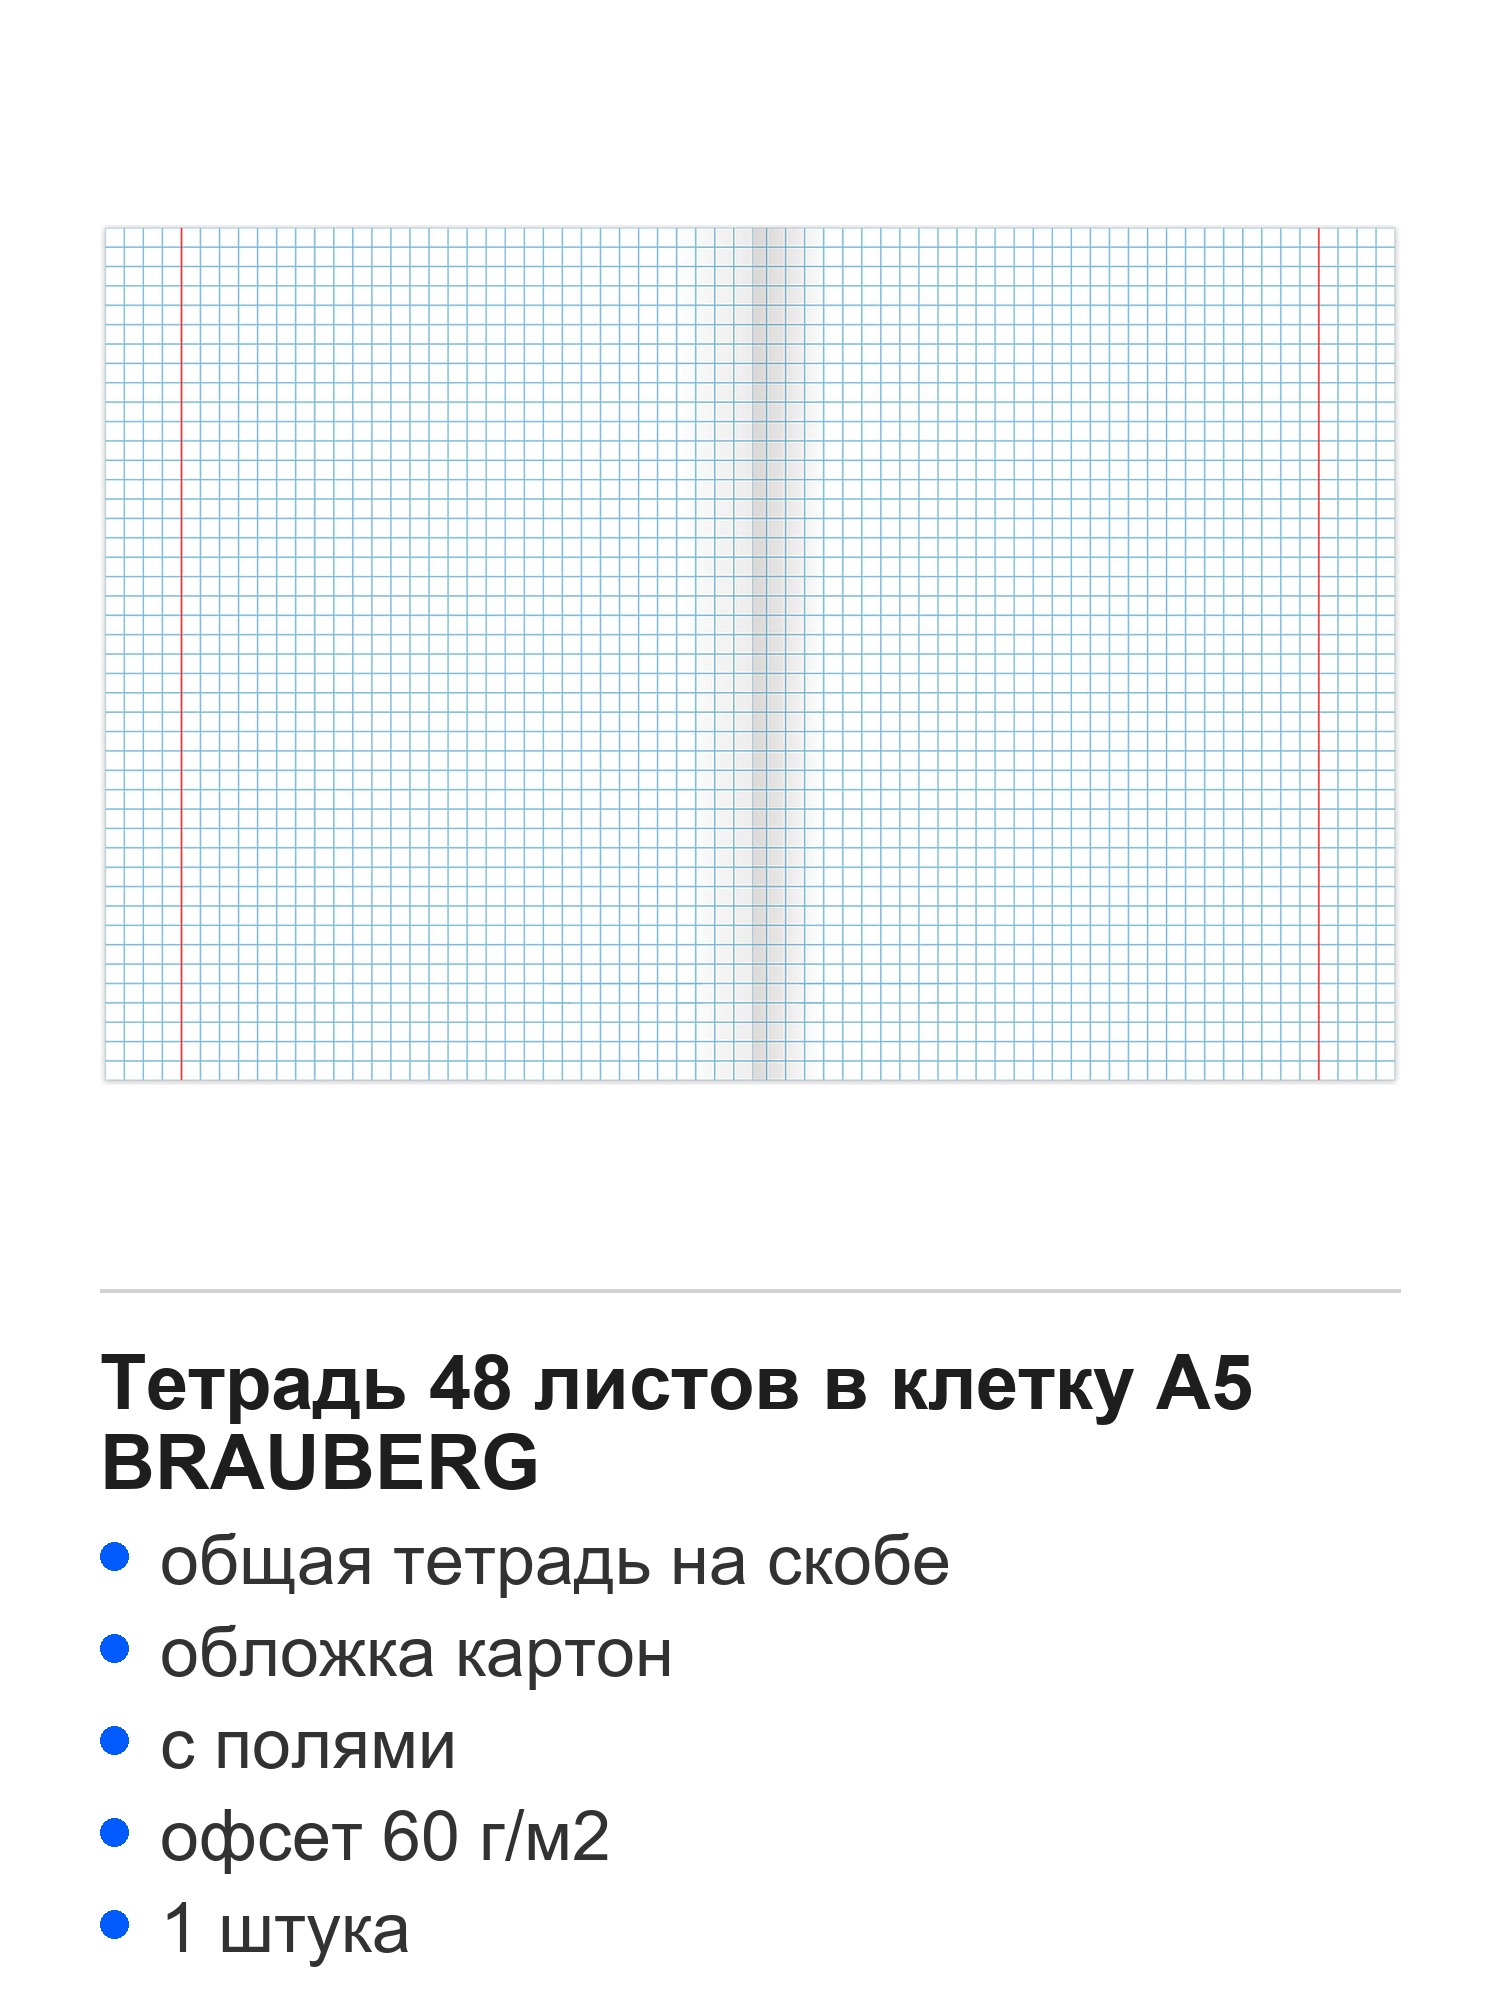 Тетрадь 48 листов в клетку А5
BRAUBERG
общая тетрадь на скобе
обложка картон
с полями
офсет 60 г/м2
1 штука